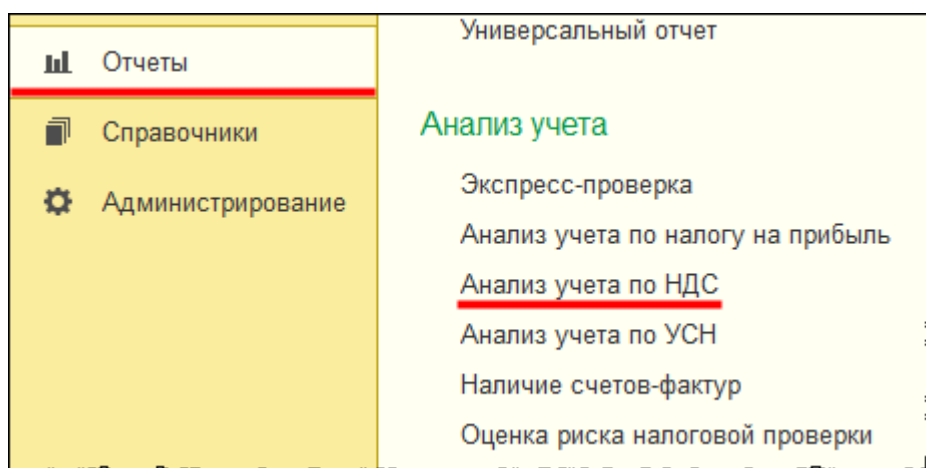 Универсальный отчет
Отчеты
Справочники
Администрирование
Анализ учета
Экспресс-проверка
Анализ учета по налогу на прибыль
Анализ учета по НДС
Анализ учета по УСН
Наличие счетов-фактур
Оценка риска налоговой проверки